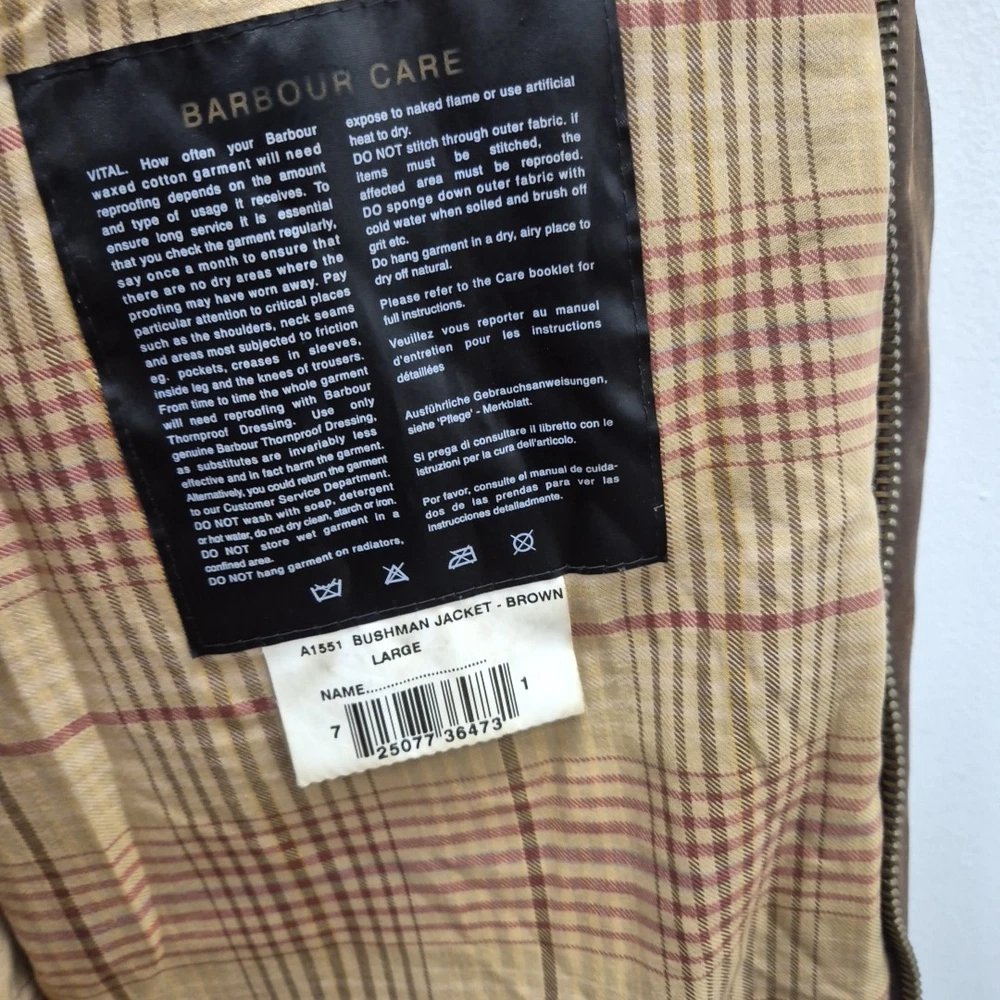 BARBOUR CARE
VITAL. How often your Barbour
waxed cotton garment will need
reproofing depends on the amount
and type of usage it receives. To
ensure long service it is essential
that you check the garment regularly,
say once a month to ensure that
there are no dry areas where the
proofing may have worn away. Pay
particular attention to critical places
such as the shoulders, neck seams
and areas most subjected to friction
eg. pockets, creases in sleeves,
inside leg and the knees of trousers.
From time to time the whole garment
will need reproofing with Barbour
Thornproof Dressing. Use only
genuine Barbour Thornproof Dressing,
as substitutes are invariably less
effective and in fact harm the garment.
Alternatively, you could return the garment
to our Customer Service Department.
DO NOT wash with soap, detergent
or hot water, do not dry clean, starch or iron.
DO NOT store wet garment in a
confined area.
DO NOT hang garment on radiators,
expose to naked flame or use artificial
heat to dry.
DO NOT stitch through outer fabric. if
items must be stitched, the
affected area must be reproofed.
DO sponge down outer fabric with
cold water when soiled and brush off
grit etc.
Do hang garment in a dry, airy place to
dry off natural.
Please refer to the Care booklet for
full instructions.
Veuillez vous reporter au manuel
d'entretien pour les instructions
détaillées
Ausführliche Gebrauchsanweisungen,
siehe 'Pflege' - Merkblatt.
Si prega di consultare il libretto con le
istruzioni per la cura dell'articolo.
Por favor, consulte el manual de cuida-
dos de las prendas para ver las
instrucciones detalladmente.
A1551 BUSHMAN JACKET - BROWN
LARGE
NAME........................
7 25077 36473 1